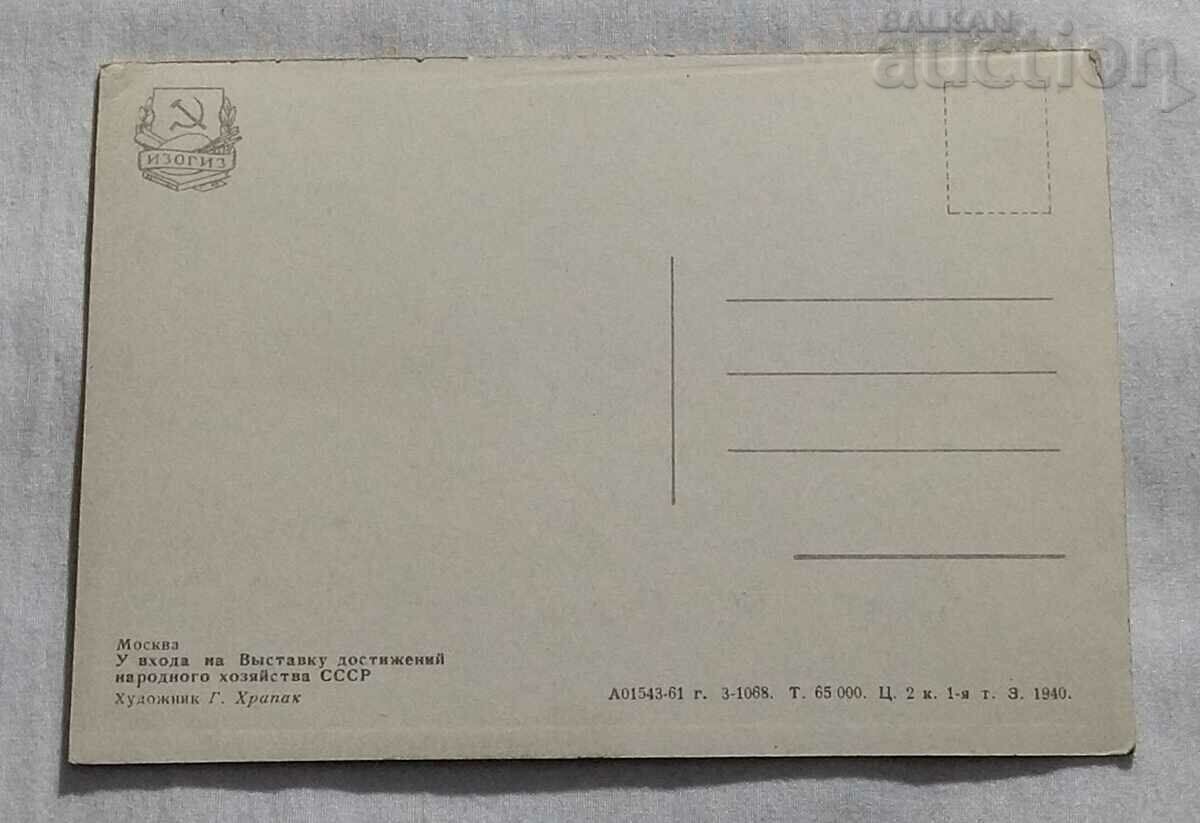 BALKAN
auction
ИЗОГИЗ
Москва
У входа на Выставку достижений
народного хозяйства СССР
Художник Г. Храпак
А01543-61 г. 3-1068. Т. 65 000. Ц. 2 к. 1-я т. З. 1940.